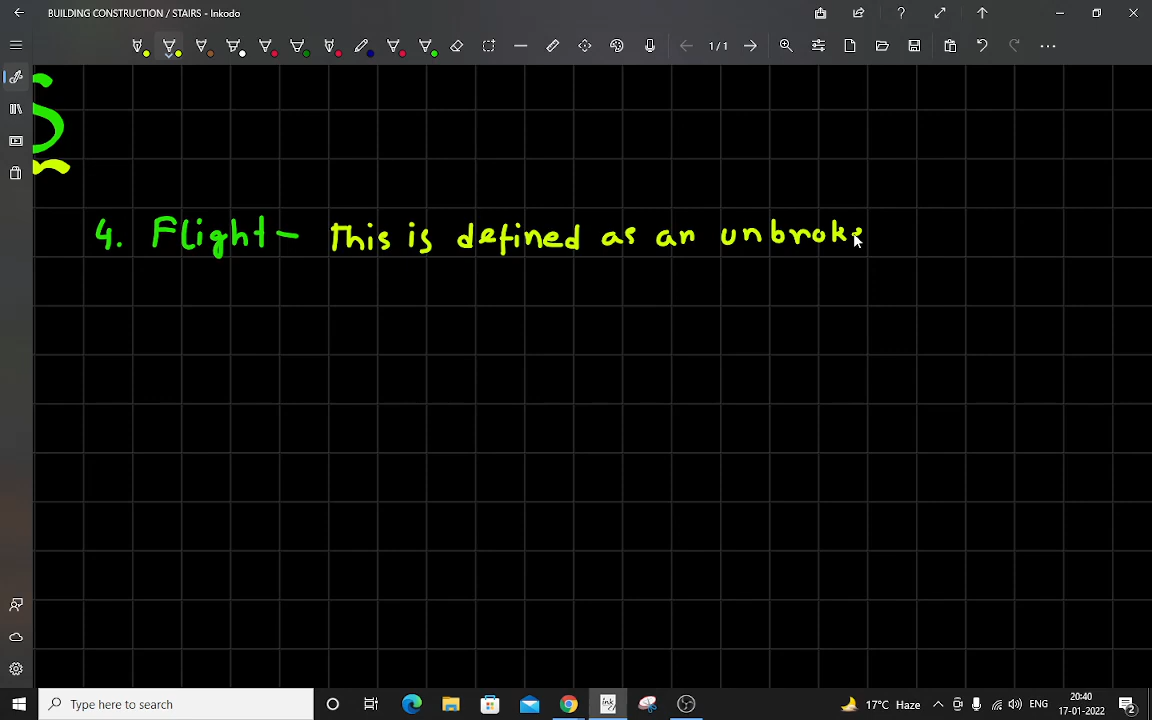 BUILDING CONSTRUCTION / STAIRS - Inkodo
1/1
S
4. Flight - This is defined as an unbroke
Type here to search
17°C Haze
ENG
20:40
17-01-2022
2